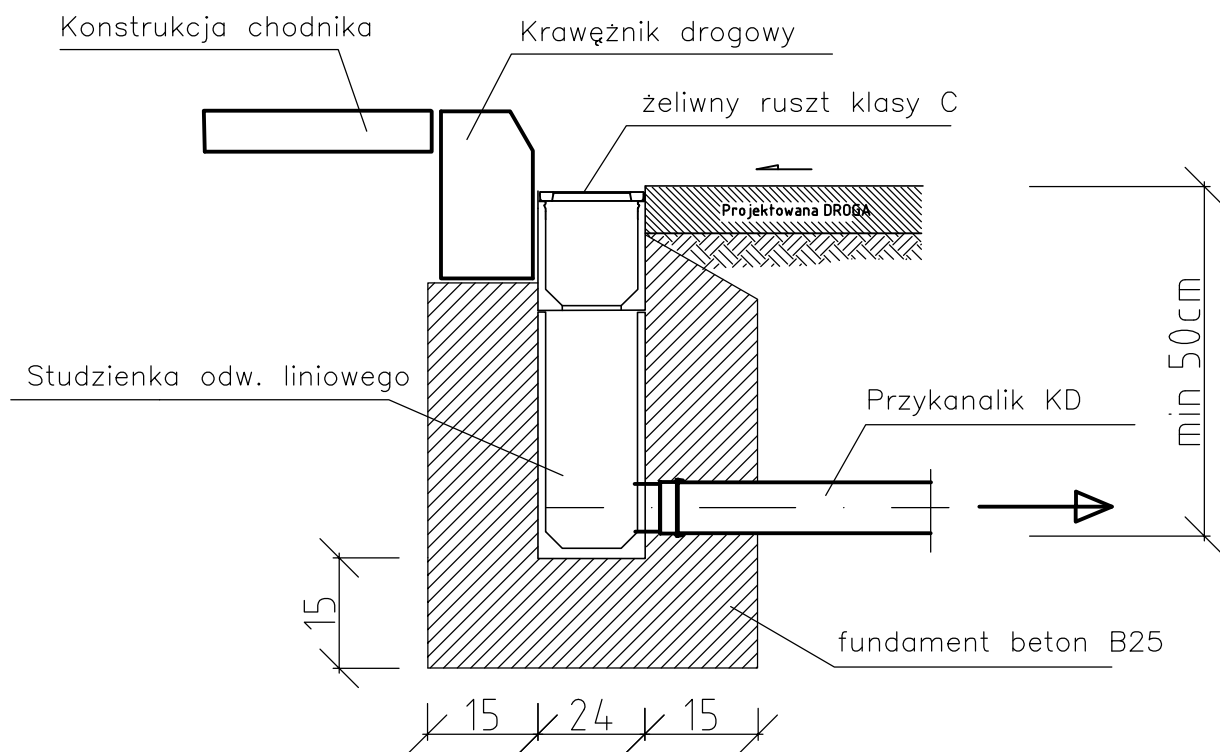 Konstrukcja chodnika
Krawężnik drogowy
żeliwny ruszt klasy C
Projektowana DROGA
min 50cm
Studzienka odw. liniowego
Przykanalik KD
15
fundament beton B25
15
24
15